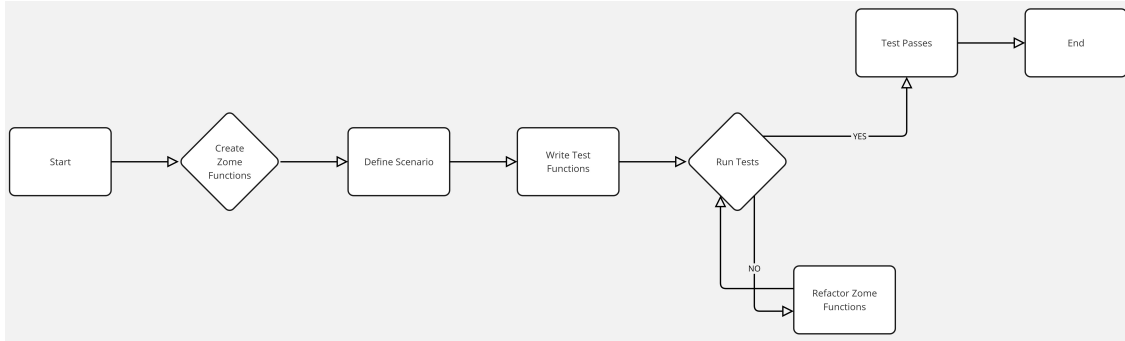 Start
Create
Zome
Functions
Define Scenario
Write Test
Functions
Run Tests
YES
Test Passes
End
NO
Refactor Zome
Functions